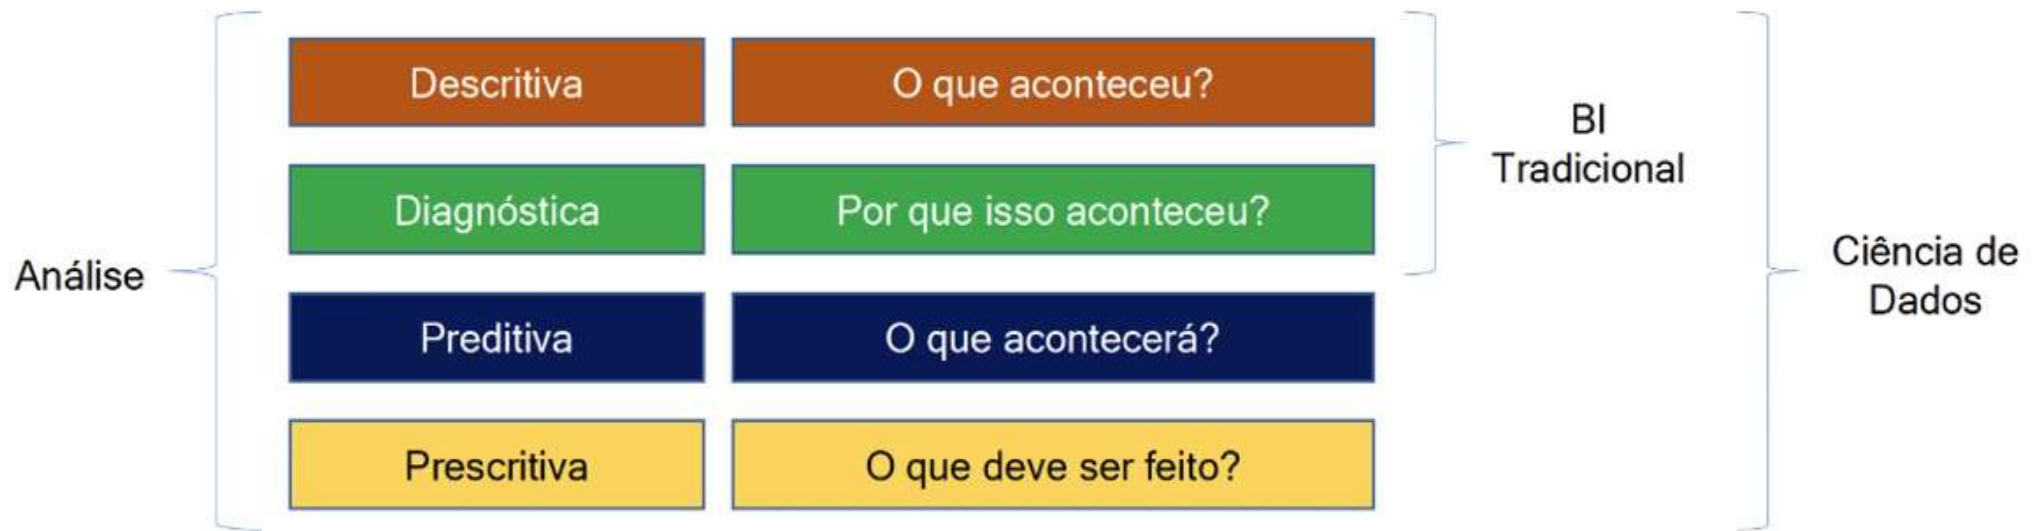 Análise
Descritiva
O que aconteceu?
Diagnóstica
Por que isso aconteceu?
Preditiva
O que acontecerá?
Prescritiva
O que deve ser feito?
BI
Tradicional
Ciência de
Dados